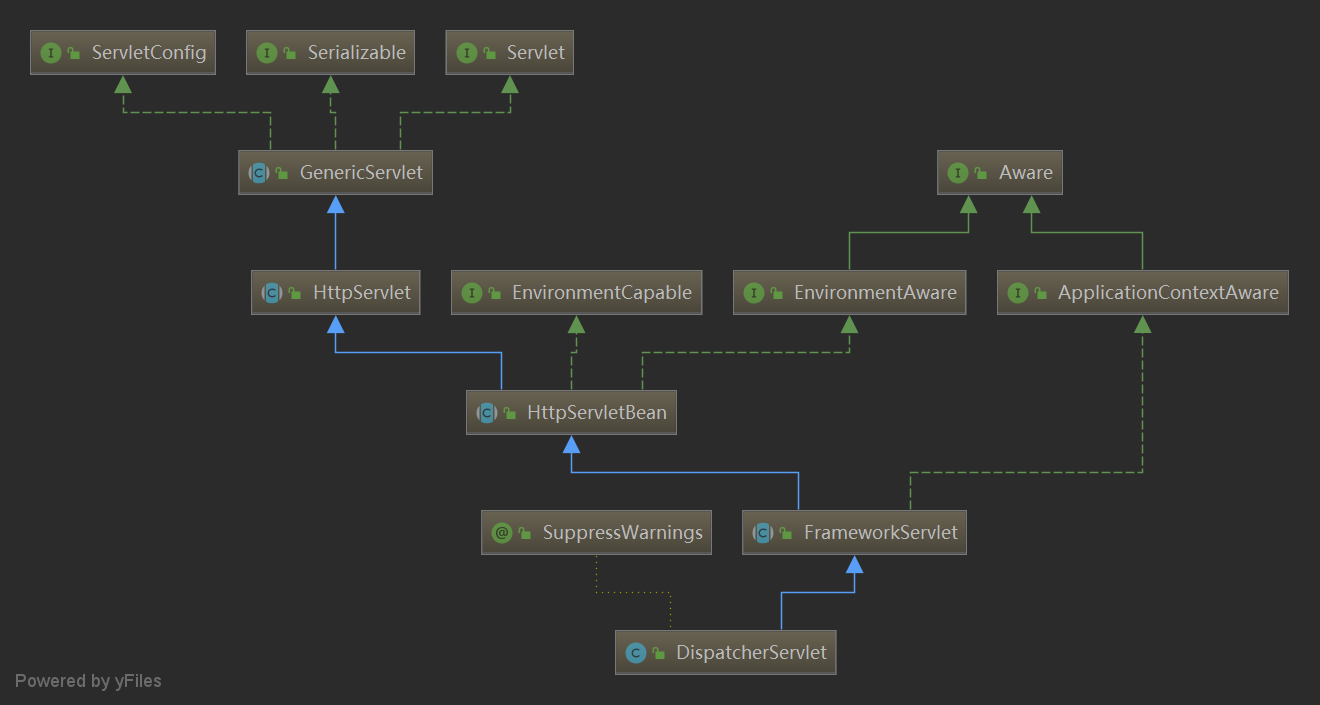 ServletConfig
Serializable
Servlet
GenericServlet
Aware
HttpServlet
EnvironmentCapable
EnvironmentAware
ApplicationContextAware
HttpServletBean
SuppressWarnings
FrameworkServlet
DispatcherServlet
Powered by yFiles